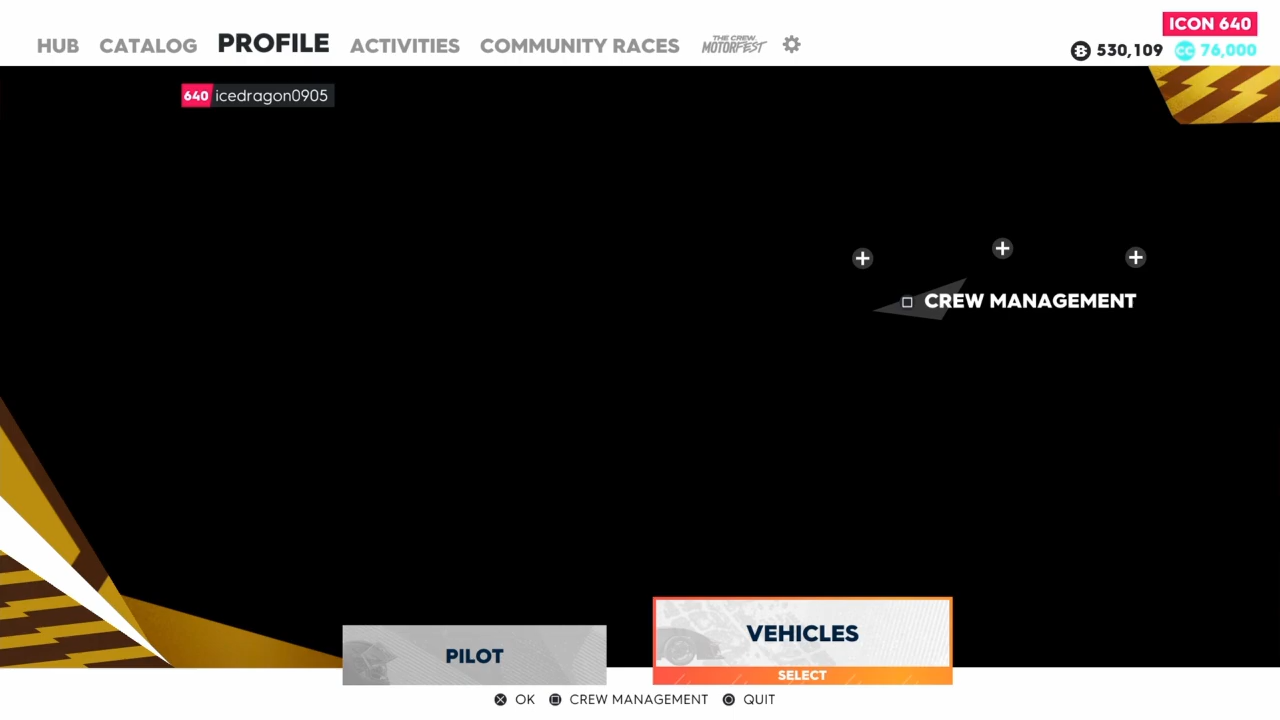 ICON 640
HUB CATALOG PROFILE ACTIVITIES COMMUNITY RACES THE CREW MOTORFEST
530,109 CC 76,000
640 icedragon0905
CREW MANAGEMENT
PILOT
VEHICLES
SELECT
OK CREW MANAGEMENT QUIT